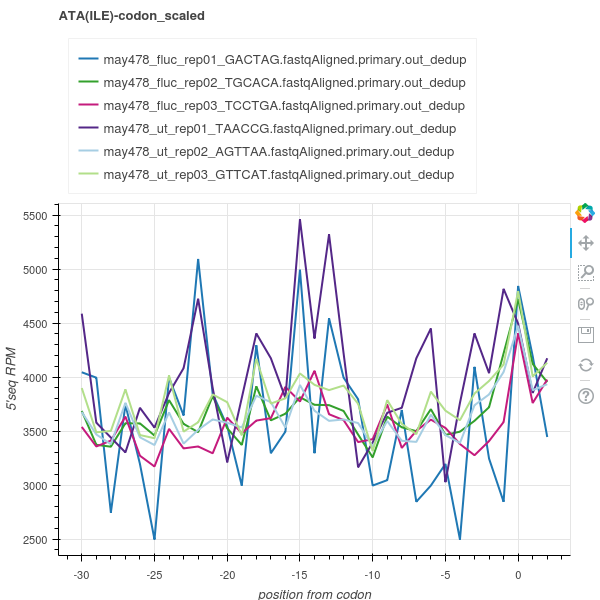 ATA(ILE)-codon_scaled
may478_fluc_rep01_GACTAG.fastqAligned.primary.out_dedup
may478_fluc_rep02_TGCACA.fastqAligned.primary.out_dedup
may478_fluc_rep03_TCCTGA.fastqAligned.primary.out_dedup
may478_ut_rep01_TAACCG.fastqAligned.primary.out_dedup
may478_ut_rep02_AGTTAA.fastqAligned.primary.out_dedup
may478_ut_rep03_GTTCAT.fastqAligned.primary.out_dedup
5500
5000
4500
4000
3500
3000
2500
5'seq RPM
-30 -25 -20 -15 -10 -5 0
position from codon